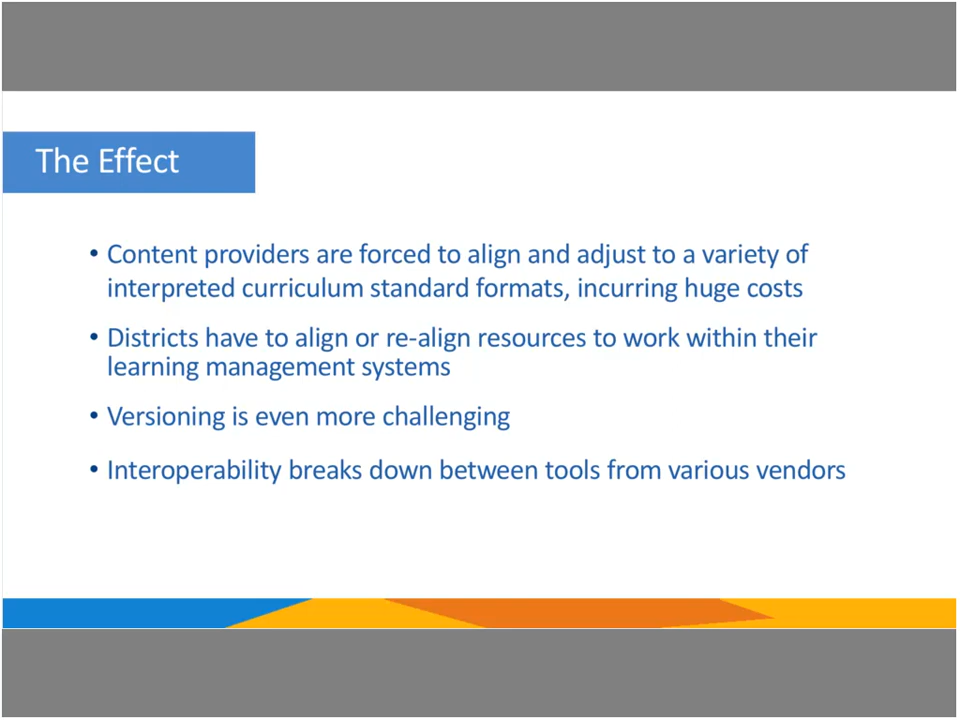 The Effect
• Content providers are forced to align and adjust to a variety of
interpreted curriculum standard formats, incurring huge costs
• Districts have to align or re-align resources to work within their
learning management systems
• Versioning is even more challenging
• Interoperability breaks down between tools from various vendors